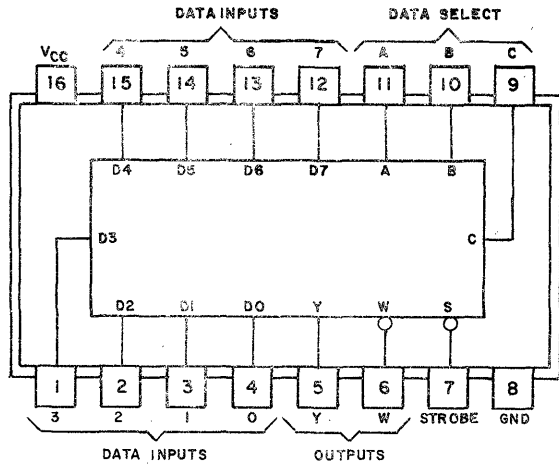 DATA INPUTS DATA SELECT
VCC 4 5 6 7 A B C
16 15 14 13 12 11 10 9
D4 D5 D6 D7 A B
D3 C
D2 D1 D0 Y W S
1 2 3 4 5 6 7 8
3 2 1 0 Y W STROBE GND
DATA INPUTS OUTPUTS